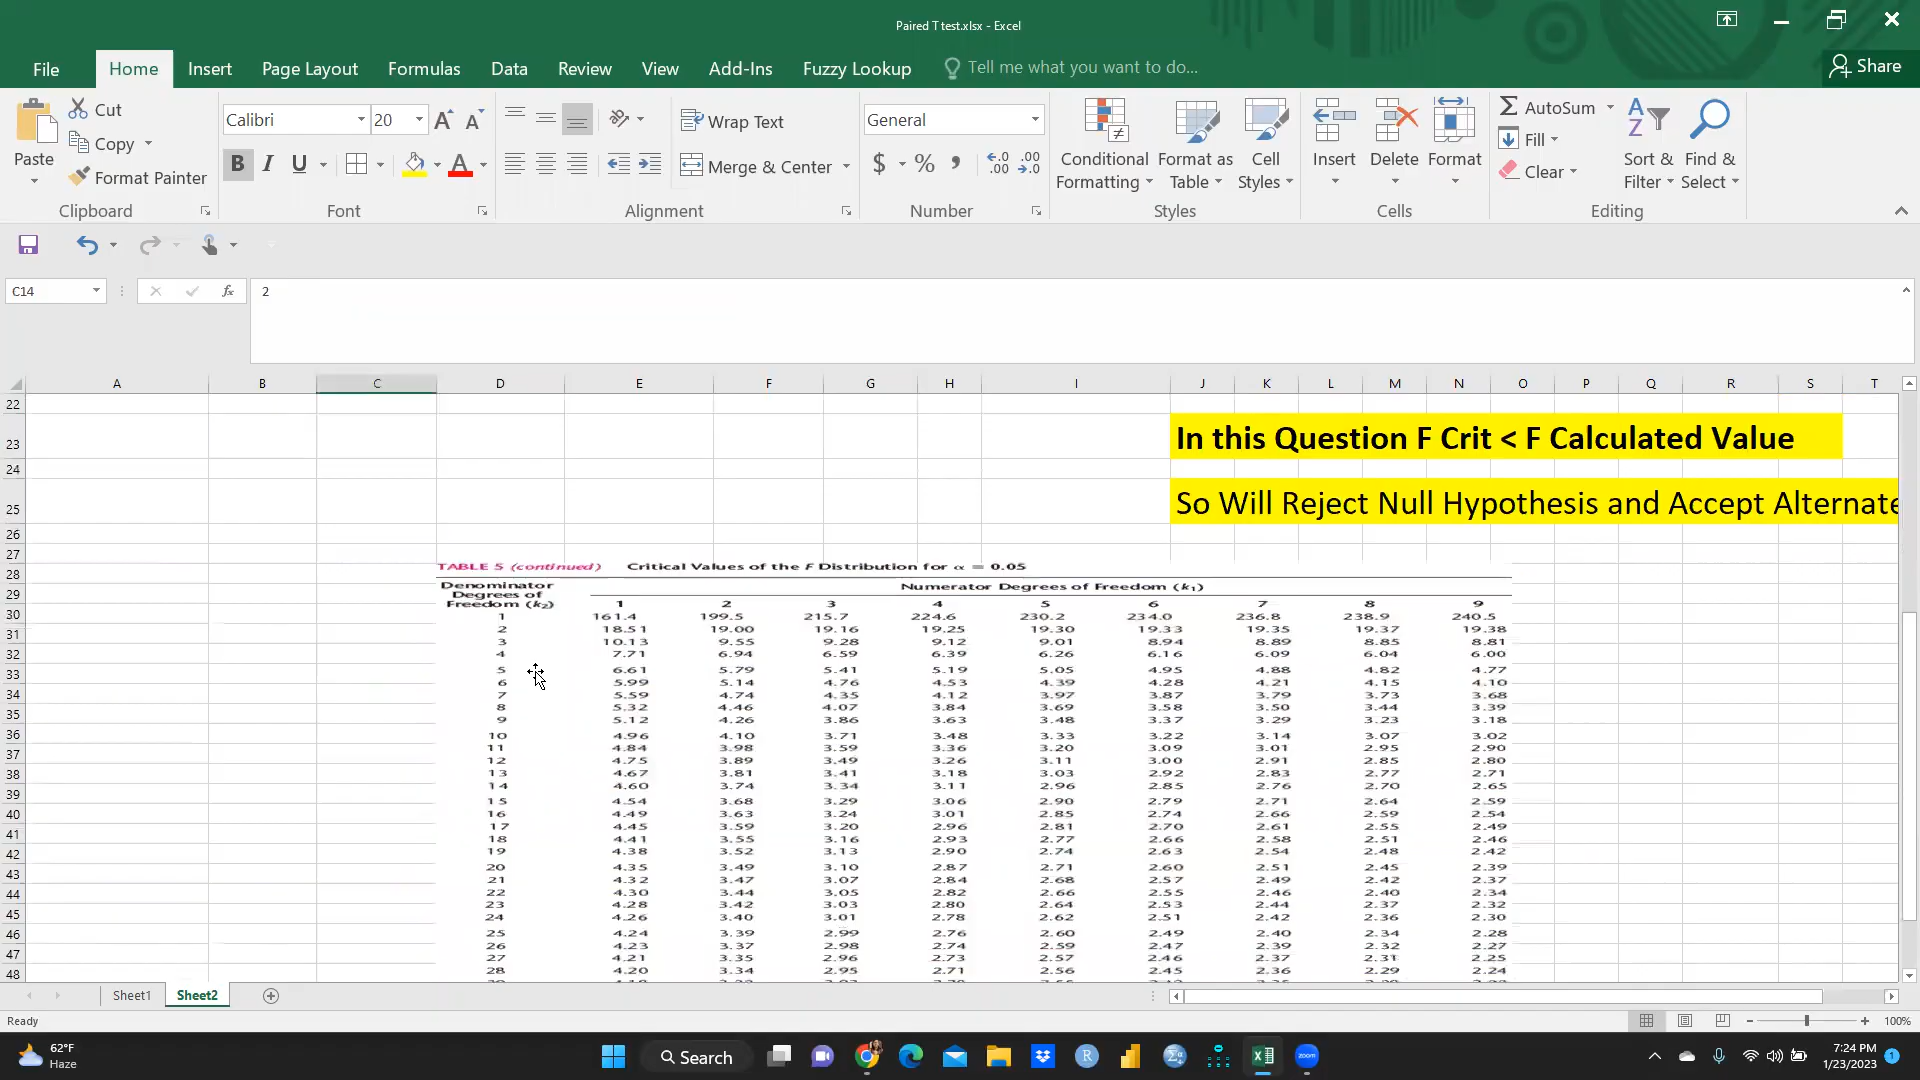 Paired T test.xlsx - Excel
File Home Insert Page Layout Formulas Data Review View Add-Ins Fuzzy Lookup Tell me what you want to do... Share
Paste Cut Copy Format Painter Clipboard
Calibri 20 A A B I U A Font
Wrap Text Merge & Center Alignment
General $ % , .00 Number
Conditional Formatting Format as Table Cell Styles Styles
Insert Delete Format Cells
AutoSum Fill Clear Sort & Filter Find & Select Editing
C14 fx 2
A B C D E F G H I J K L M N O P Q R S T
22
23 In this Question F Crit < F Calculated Value
24
25 So Will Reject Null Hypothesis and Accept Alternate
26
27
28
29
30
31
32
33
34
35
36
37
38
39
40
41
42
43
44
45
46
47
48
TABLE 5 (continued) Critical Values of the F Distribution for α = 0.05
Denominator Degrees of Freedom (k2) Numerator Degrees of Freedom (k1)
1 2 3 4 5 6 7 8 9
1 161.4 199.5 215.7 224.6 230.2 234.0 236.8 238.9 240.5
2 18.51 19.00 19.16 19.25 19.30 19.33 19.35 19.37 19.38
3 10.13 9.55 9.28 9.12 9.01 8.94 8.89 8.85 8.81
4 7.71 6.94 6.59 6.39 6.26 6.16 6.09 6.04 6.00
5 6.61 5.79 5.41 5.19 5.05 4.95 4.88 4.82 4.77
6 5.99 5.14 4.76 4.53 4.39 4.28 4.21 4.15 4.10
7 5.59 4.74 4.35 4.12 3.97 3.87 3.79 3.73 3.68
8 5.32 4.46 4.07 3.84 3.69 3.58 3.50 3.44 3.39
9 5.12 4.26 3.86 3.63 3.48 3.37 3.29 3.23 3.18
10 4.96 4.10 3.71 3.48 3.33 3.22 3.14 3.07 3.02
11 4.84 3.98 3.59 3.36 3.20 3.09 3.01 2.95 2.90
12 4.75 3.89 3.49 3.26 3.11 3.00 2.91 2.85 2.80
13 4.67 3.81 3.41 3.18 3.03 2.92 2.83 2.77 2.71
14 4.60 3.74 3.34 3.11 2.96 2.85 2.76 2.70 2.65
15 4.54 3.68 3.29 3.06 2.90 2.79 2.71 2.64 2.59
16 4.49 3.63 3.24 3.01 2.85 2.74 2.66 2.59 2.54
17 4.45 3.59 3.20 2.96 2.81 2.70 2.61 2.55 2.49
18 4.41 3.55 3.16 2.93 2.77 2.66 2.58 2.51 2.46
19 4.38 3.52 3.13 2.90 2.74 2.63 2.54 2.48 2.42
20 4.35 3.49 3.10 2.87 2.71 2.60 2.51 2.45 2.39
21 4.32 3.47 3.07 2.84 2.68 2.57 2.49 2.42 2.37
22 4.30 3.44 3.05 2.82 2.66 2.55 2.46 2.40 2.34
23 4.28 3.42 3.03 2.80 2.64 2.53 2.44 2.37 2.32
24 4.26 3.40 3.01 2.78 2.62 2.51 2.42 2.36 2.30
25 4.24 3.39 2.99 2.76 2.60 2.49 2.40 2.34 2.28
26 4.23 3.37 2.98 2.74 2.59 2.47 2.39 2.32 2.27
27 4.21 3.35 2.96 2.73 2.57 2.46 2.37 2.31 2.25
28 4.20 3.34 2.95 2.71 2.56 2.45 2.36 2.29 2.24
Sheet1 Sheet2
Ready 100%
62°F
Haze
Search
7:24 PM
1/23/2023